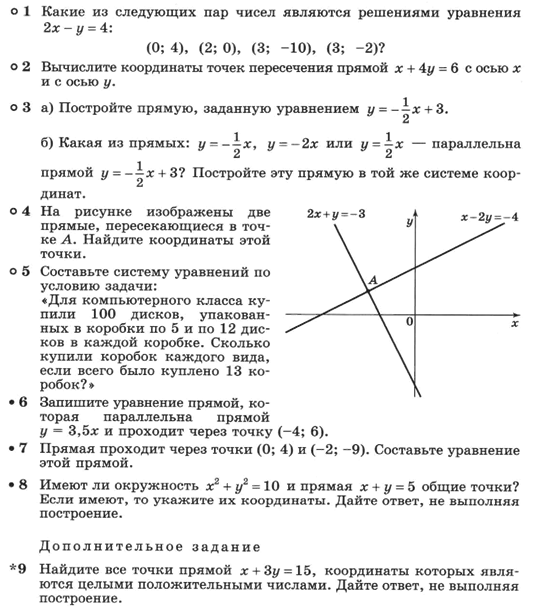 ○ 1 Какие из следующих пар чисел являются решениями уравнения
2x − y = 4:
(0; 4), (2; 0), (3; −10), (3; −2)?
○ 2 Вычислите координаты точек пересечения прямой x + 4y = 6 с осью x
и с осью y.
○ 3 а) Постройте прямую, заданную уравнением y = −1/2x + 3.
б) Какая из прямых: y = −1/2x, y = −2x или y = 1/2x — параллельна
прямой y = −1/2x + 3? Постройте эту прямую в той же системе коор-
динат.
○ 4 На рисунке изображены две
прямые, пересекающиеся в точ-
ке A. Найдите координаты этой
точки.
2x + y = −3
y
x − 2y = −4
A
0
x
○ 5 Составьте систему уравнений по
условию задачи:
«Для компьютерного класса ку-
пили 100 дисков, упакован-
ных в коробки по 5 и по 12 дис-
ков в каждой коробке. Сколько
купили коробок каждого вида,
если всего было куплено 13 ко-
робок?»
• 6 Запишите уравнение прямой, ко-
торая параллельна прямой
y = 3,5x и проходит через точку (−4; 6).
• 7 Прямая проходит через точки (0; 4) и (−2; −9). Составьте уравнение
этой прямой.
• 8 Имеют ли окружность x² + y² = 10 и прямая x + y = 5 общие точки?
Если имеют, то укажите их координаты. Дайте ответ, не выполняя
построение.
Дополнительное задание
*9 Найдите все точки прямой x + 3y = 15, координаты которых явля-
ются целыми положительными числами. Дайте ответ, не выполняя
построение.